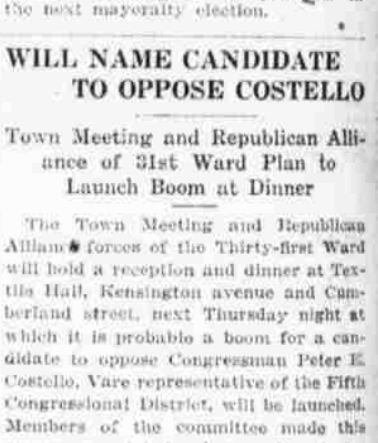 the next mayoralty election.
WILL NAME CANDIDATE
TO OPPOSE COSTELLO
Town Meeting and Republican Alli-
ance of 31st Ward Plan to
Launch Boom at Dinner
The Town Meeting and Republican
Alliance forces of the Thirty-first Ward
will hold a reception and dinner at Tex-
tile Hall, Kensington avenue and Cum-
berland street, next Thursday night at
which it is probable a boom for a can-
didate to oppose Congressman Peter E.
Costello, Vare representative of the Fifth
Congressional District, will be launched.
Members of the committee made this